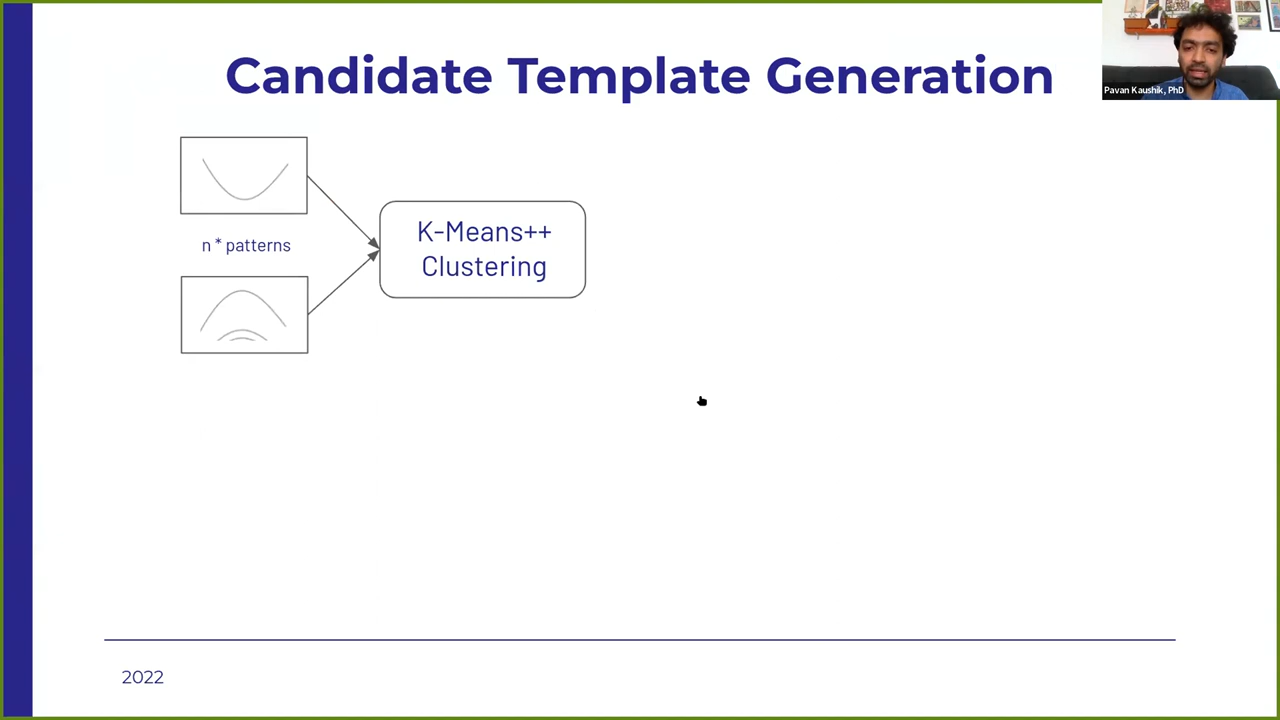 Candidate Template Generation
Pavan Kaushik, PhD
n * patterns
K-Means++
Clustering
2022